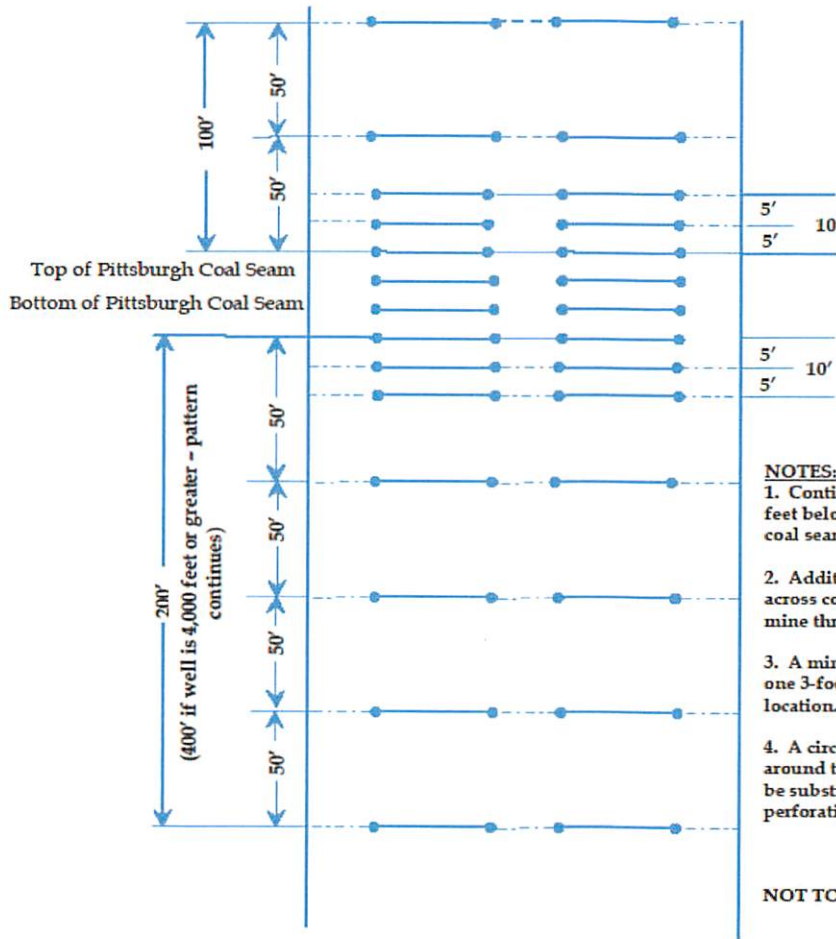 50'
100'
50'
5'
10
5'
Top of Pittsburgh Coal Seam
Bottom of Pittsburgh Coal Seam
5'
10'
5'
50'
200'
(400' if well is 4,000 feet or greater – pattern
continues)
50'
50'
50'
NOTES:
1. Conti
feet belo
coal sear
2. Addit
across co
mine thr
3. A mir
one 3-foo
location.
4. A circ
around t
be subst
perforati
NOT TO